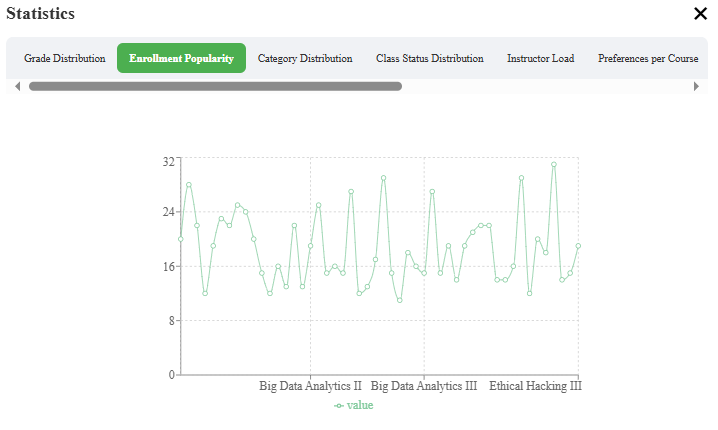 Statistics
Grade Distribution Enrollment Popularity Category Distribution Class Status Distribution Instructor Load Preferences per Course
32
24
16
8
0
Big Data Analytics II Big Data Analytics III Ethical Hacking III
value